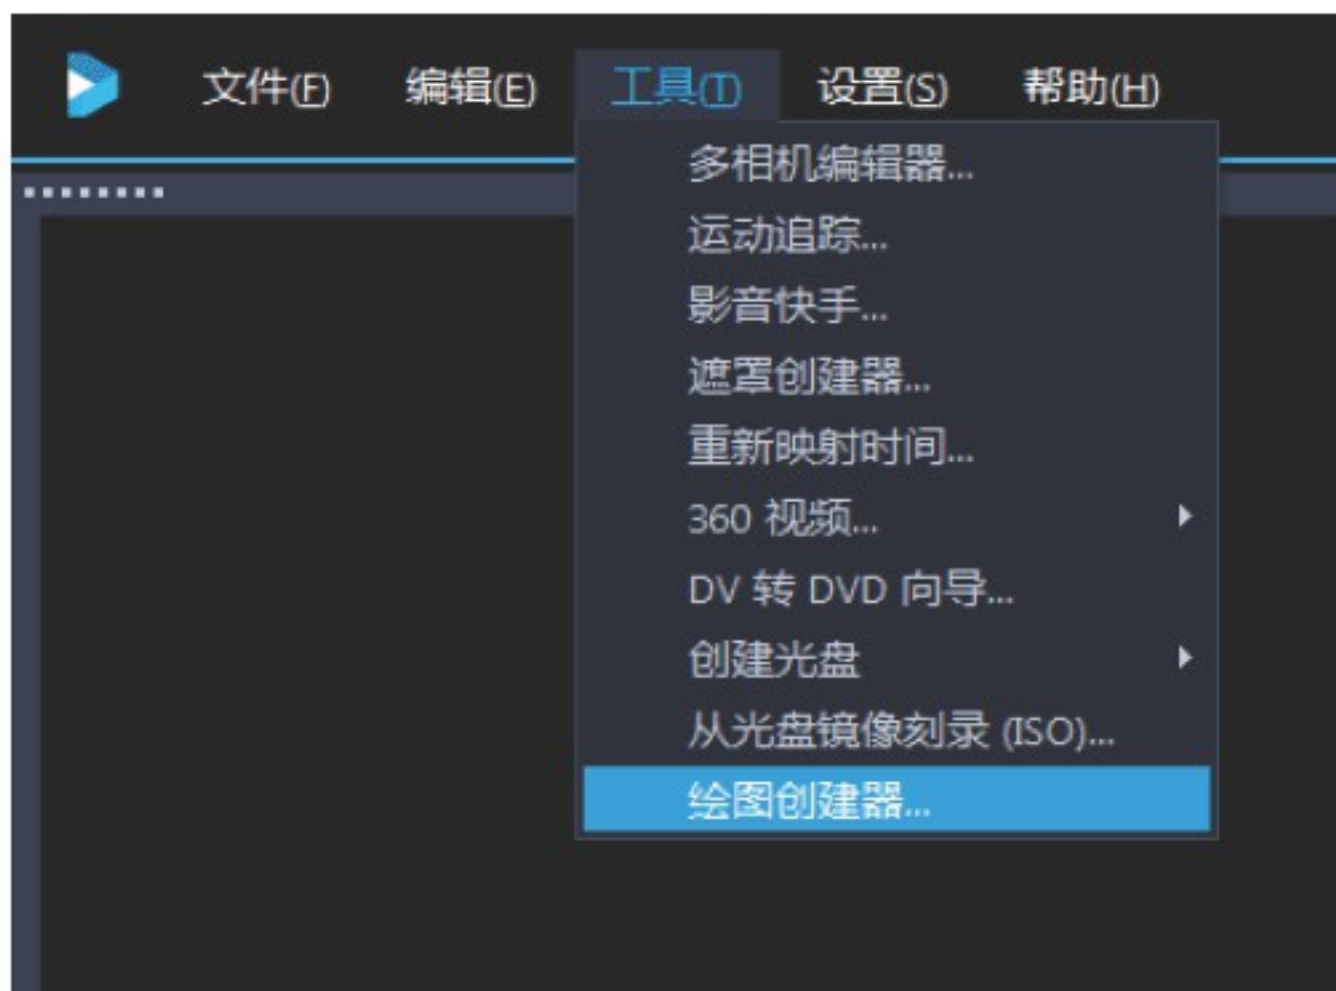 文件(F) 编辑(E) 工具(T) 设置(S) 帮助(H)
多相机编辑器...
运动追踪...
影音快手...
遮罩创建器...
重新映射时间...
360 视频...
DV 转 DVD 向导...
创建光盘
从光盘镜像刻录 (ISO)...
绘图创建器...